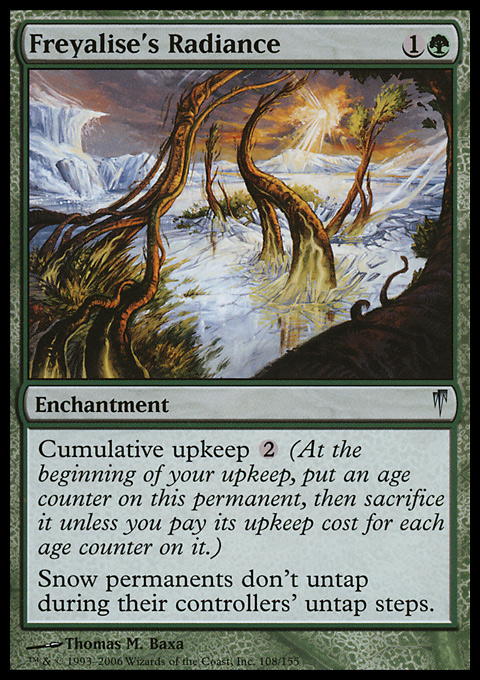 Freyalise's Radiance 1
Enchantment
Cumulative upkeep 2 (At the
beginning of your upkeep, put an age
counter on this permanent, then sacrifice
it unless you pay its upkeep cost for each
age counter on it.)
Snow permanents don't untap
during their controllers' untap steps.
Thomas M. Baxa
™ & © 1993–2006 Wizards of the Coast, Inc. 108/155